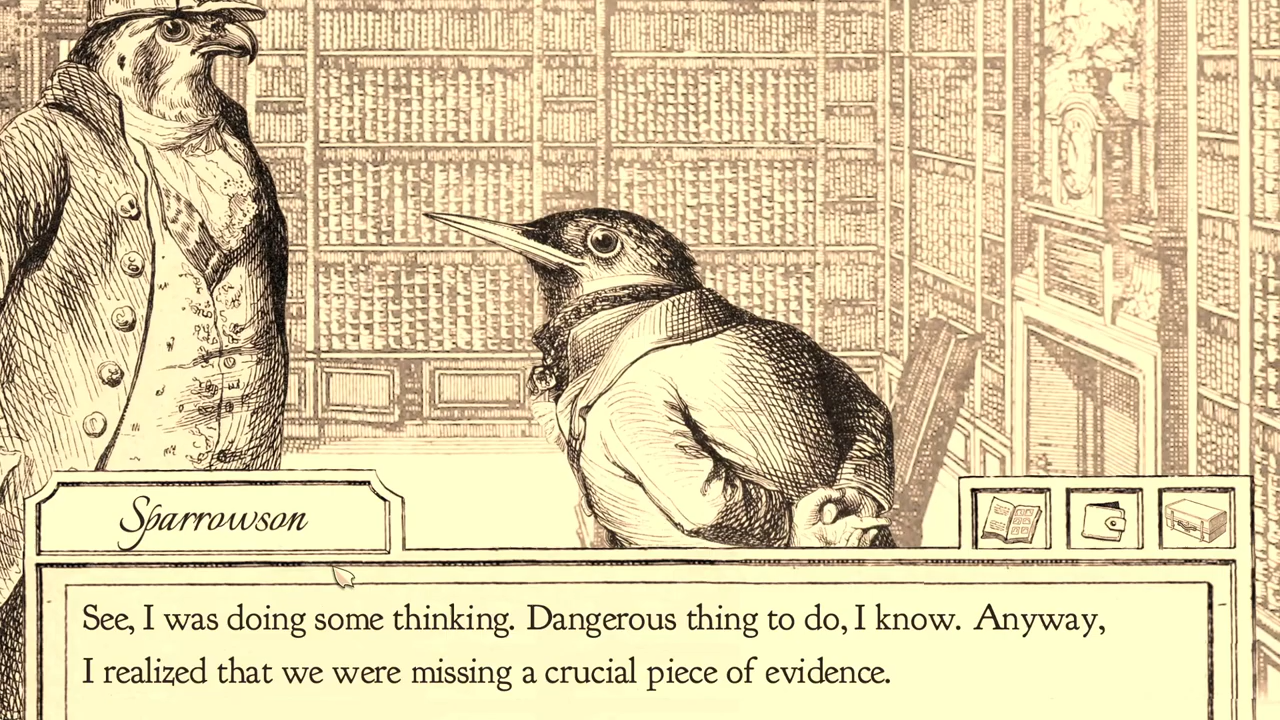 Sparrowson
See, I was doing some thinking. Dangerous thing to do, I know. Anyway,
I realized that we were missing a crucial piece of evidence.